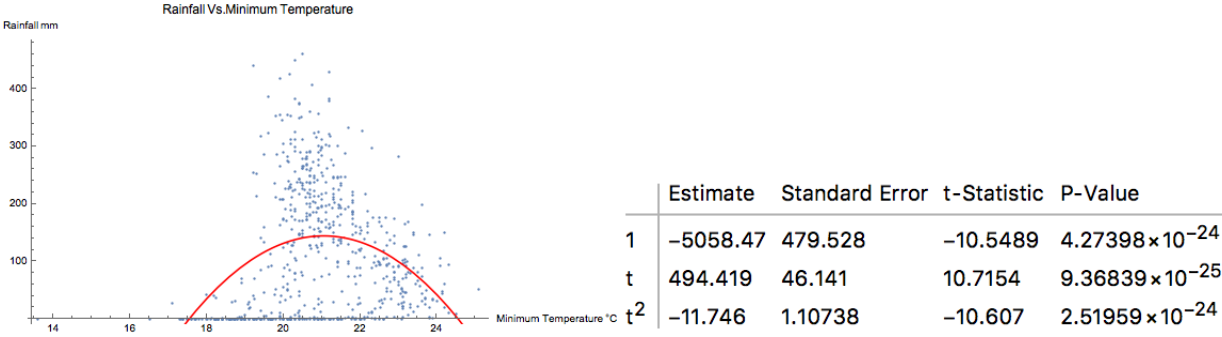 Rainfall Vs.Minimum Temperature
Rainfall mm
400
300
200
100
14 16 18 20 22 24
Minimum Temperature °C
Estimate Standard Error t-Statistic P-Value
1 −5058.47 479.528 −10.5489 4.27398×10⁻²⁴
t 494.419 46.141 10.7154 9.36839×10⁻²⁵
t² −11.746 1.10738 −10.607 2.51959×10⁻²⁴